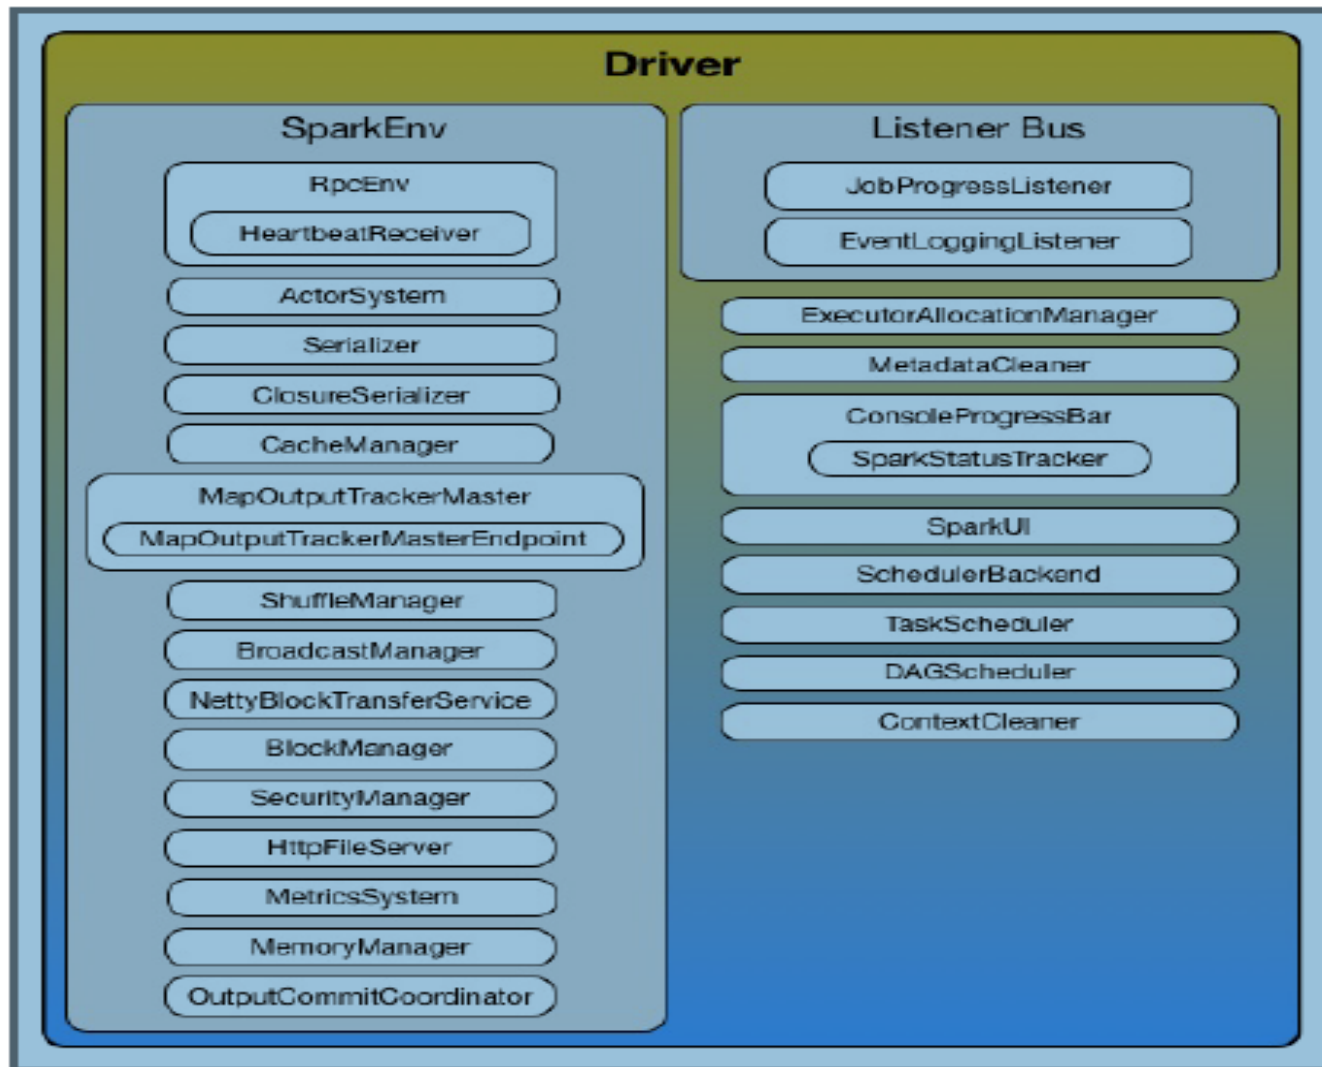 Driver
SparkEnv
RpcEnv
HeartbeatReceiver
ActorSystem
Serializer
ClosureSerializer
CacheManager
MapOutputTrackerMaster
MapOutputTrackerMasterEndpoint
ShuffleManager
BroadcastManager
NettyBlockTransferService
BlockManager
SecurityManager
HttpFileServer
MetricsSystem
MemoryManager
OutputCommitCoordinator
Listener Bus
JobProgressListener
EventLoggingListener
ExecutorAllocationManager
MetadataCleaner
ConsoleProgressBar
SparkStatusTracker
SparkUI
SchedulerBackend
TaskScheduler
DAGScheduler
ContextCleaner